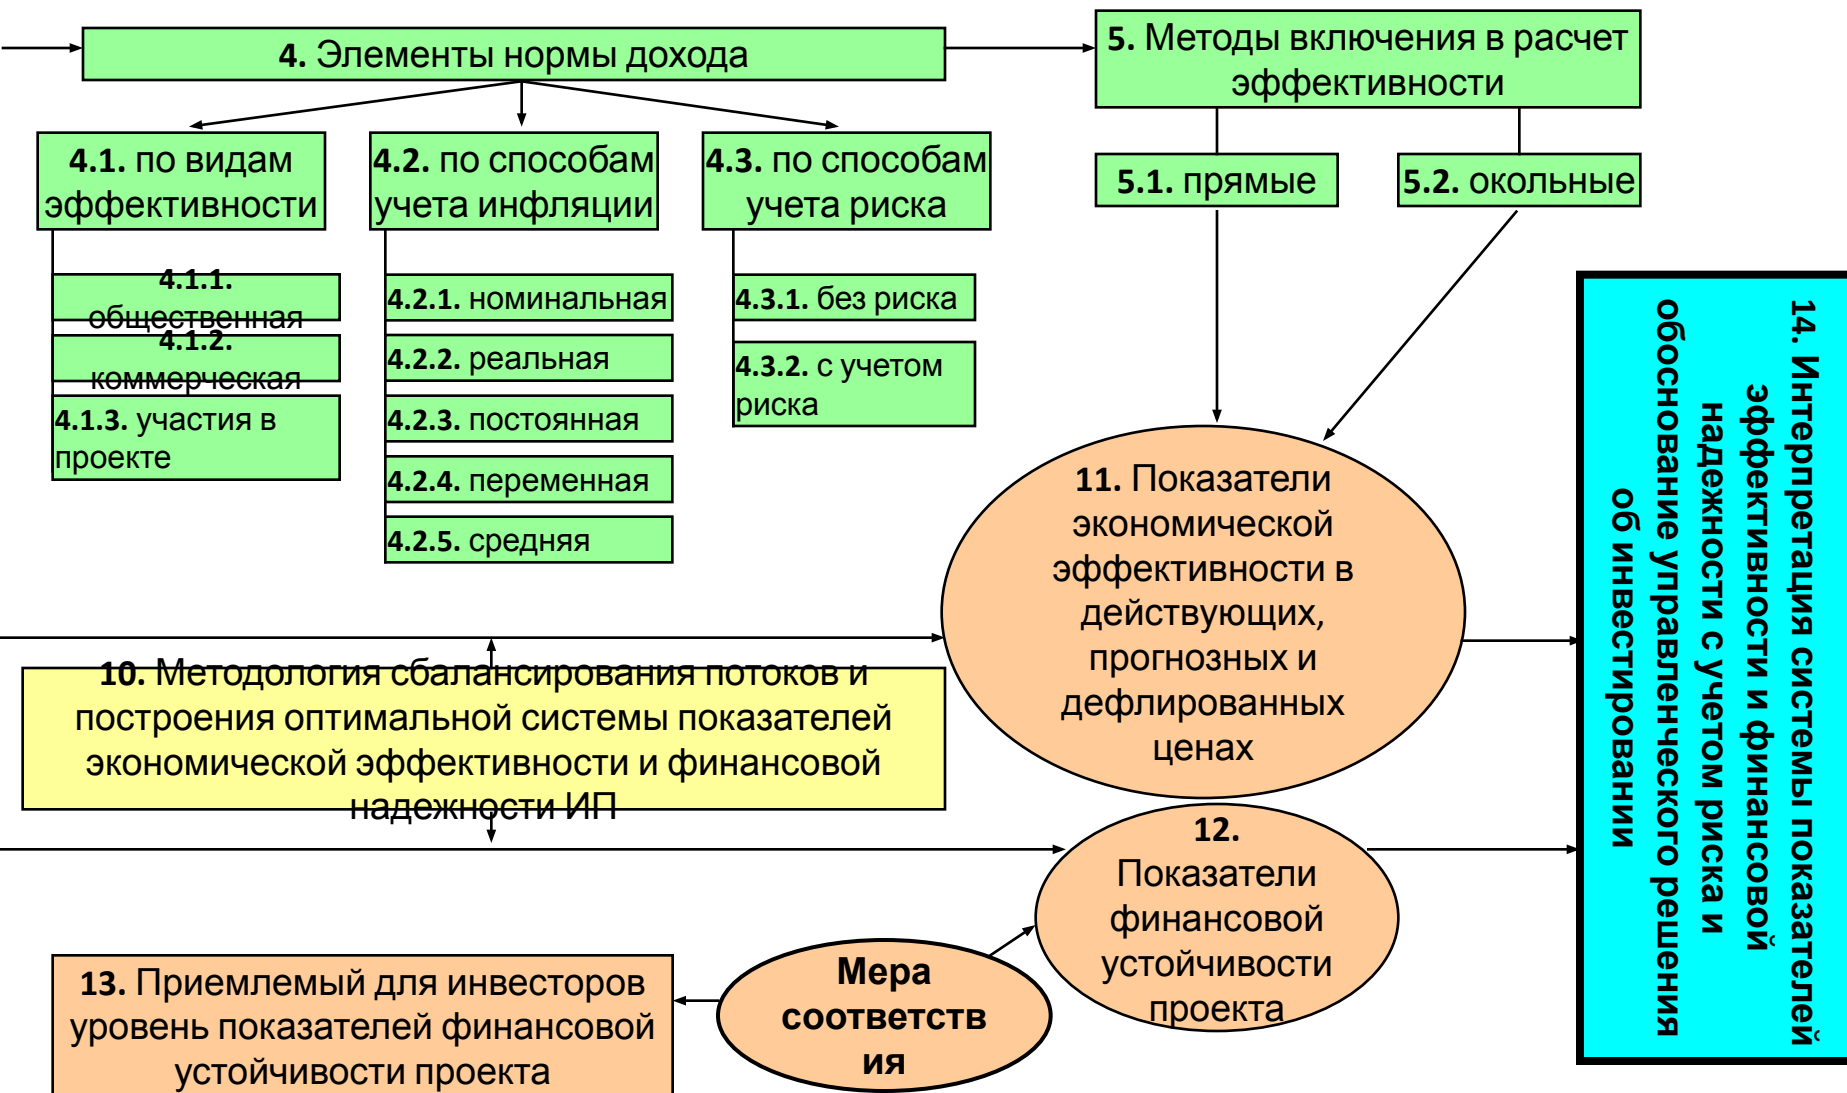 4. Элементы нормы дохода
5. Методы включения в расчет
эффективности
4.1. по видам
эффективности
4.2. по способам
учета инфляции
4.3. по способам
учета риска
5.1. прямые
5.2. окольные
4.1.1.
общественная
4.1.2.
коммерческая
4.1.3. участия в
проекте
4.2.1. номинальная
4.2.2. реальная
4.2.3. постоянная
4.2.4. переменная
4.2.5. средняя
4.3.1. без риска
4.3.2. с учетом
риска
11. Показатели
экономической
эффективности в
действующих,
прогнозных и
дефлированных
ценах
10. Методология сбалансирования потоков и
построения оптимальной системы показателей
экономической эффективности и финансовой
надежности ИП
12.
Показатели
финансовой
устойчивости
проекта
13. Приемлемый для инвесторов
уровень показателей финансовой
устойчивости проекта
Мера
соответств
ия
14. Интерпретация системы показателей
эффективности и финансовой
надежности с учетом риска и
обоснование управленческого решения
об инвестировании